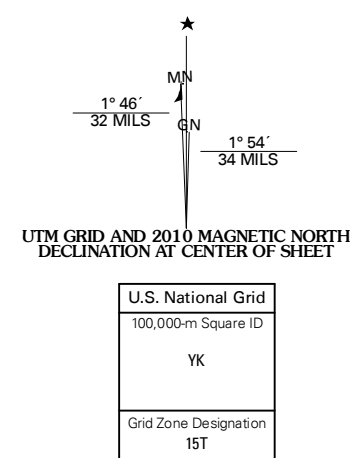 MN
1° 46´
32 MILS
GN
1° 54´
34 MILS
UTM GRID AND 2010 MAGNETIC NORTH
DECLINATION AT CENTER OF SHEET
U.S. National Grid
100,000-m Square ID
YK
Grid Zone Designation
15T